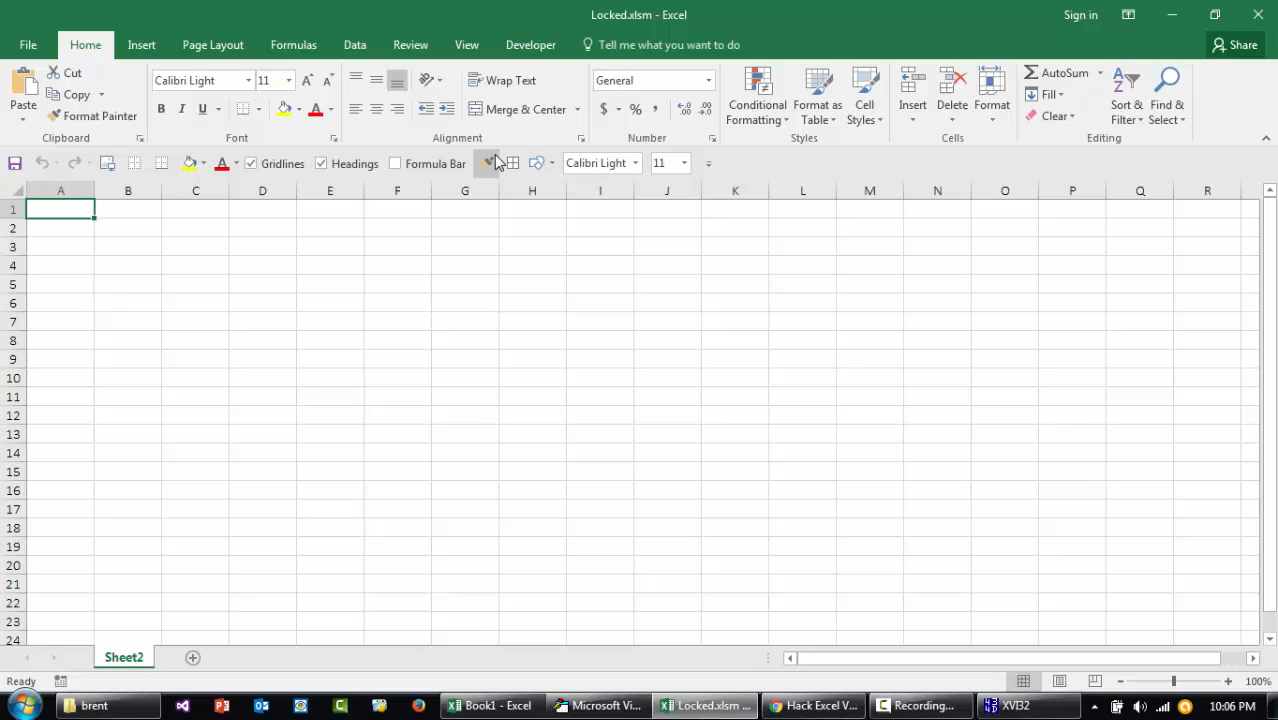 Locked.xlsm - Excel
Sign in
File Home Insert Page Layout Formulas Data Review View Developer Tell me what you want to do Share
Paste
Cut
Copy
Format Painter
Clipboard
Calibri Light 11
B I U
Font
Wrap Text
Merge & Center
Alignment
General
$ % ,
Number
Conditional Formatting
Format as Table
Cell Styles
Styles
Insert Delete Format
Cells
AutoSum
Fill
Clear
Sort & Filter
Find & Select
Editing
Gridlines Headings Formula Bar Calibri Light 11
A B C D E F G H I J K L M N O P Q R
1
2
3
4
5
6
7
8
9
10
11
12
13
14
15
16
17
18
19
20
21
22
23
24
Sheet2
Ready 100%
brent Book1 - Excel Microsoft Vi... Locked.xlsm ... Hack Excel V... Recording... XVI32 10:06 PM